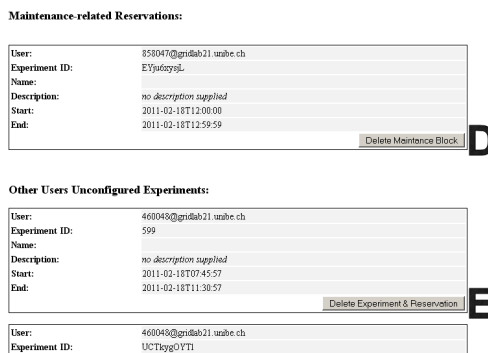 Maintenance-related Reservations:
User: 858047@gridlab21.unibe.ch
Experiment ID: EYju6xysjL
Name:
Description: no description supplied
Start: 2011-02-18T12:00:00
End: 2011-02-18T12:59:59
Delete Maintance Block
D
Other Users Unconfigured Experiments:
User: 460048@gridlab21.unibe.ch
Experiment ID: 599
Name:
Description: no description supplied
Start: 2011-02-18T07:45:57
End: 2011-02-18T11:30:57
Delete Experiment & Reservation
E
User: 460048@gridlab21.unibe.ch
Experiment ID: UCTkygOYTl